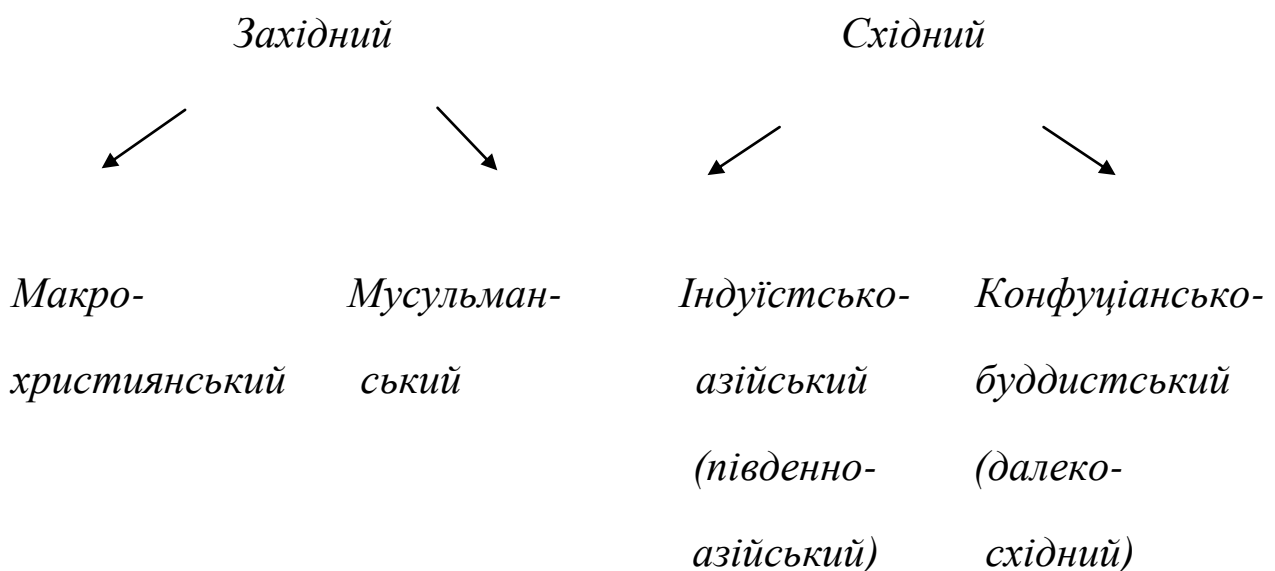 Західний Східний
Макро- Мусульман- Індуїстсько- Конфуціансько-
християнський ський азійський буддистський
(південно- (далеко-
азійський) східний)